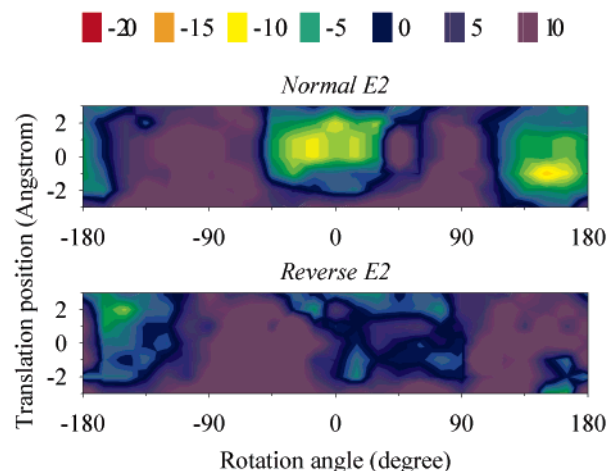 -20 -15 -10 -5 0 5 10
Normal E2
2
0
-2
-180 -90 0 90 180
Reverse E2
2
0
-2
-180 -90 0 90 180
Translation position (Angstrom)
Rotation angle (degree)